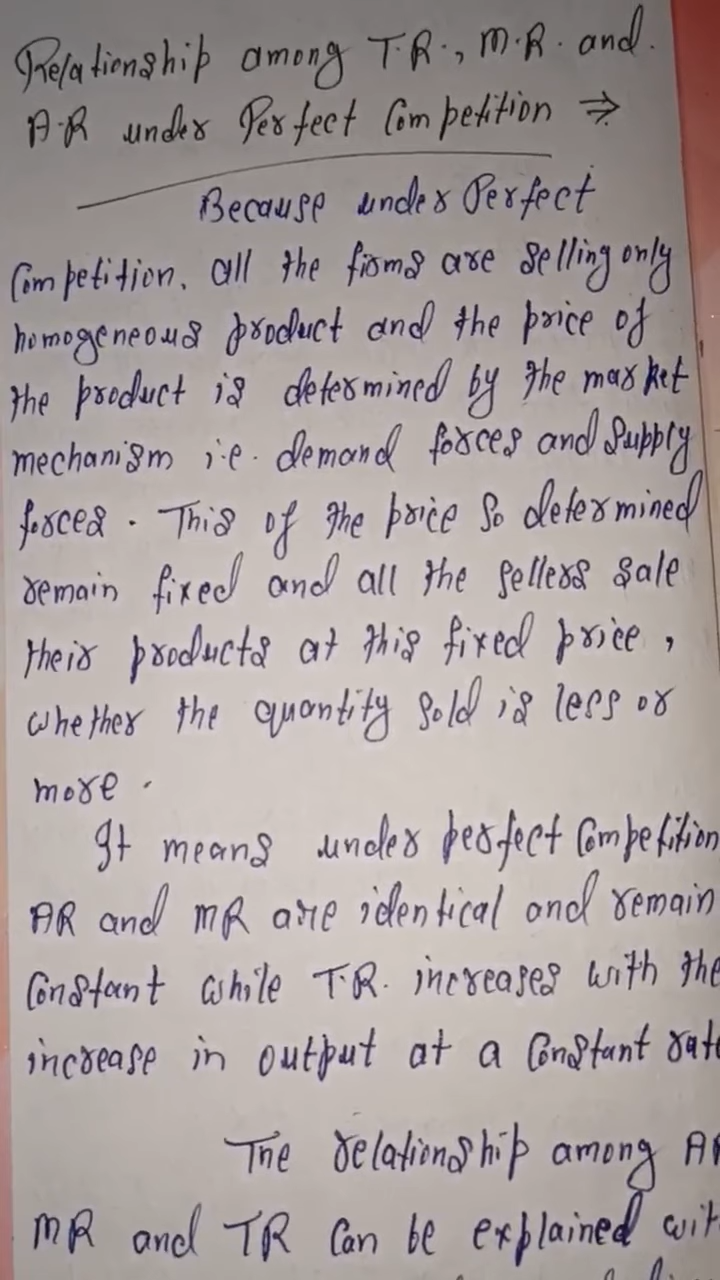 Relationship among T.R., M.R. and.
A.R under Perfect Competition ⇒
Because under Perfect
Competition, all the firms are selling only
homogeneous product and the price of
the product is determined by the market
mechanism i.e. demand forces and supply
forces. This of the price so determined
remain fixed and all the sellers sale
their products at this fixed price,
whether the quantity sold is less or
more.
It means under perfect Competition
AR and MR are identical and remain
Constant while T.R. increases with the
increase in output at a Constant rate
The relationship among AR
MR and TR Can be explained wit